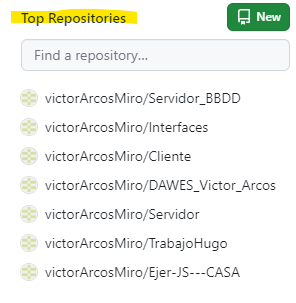 Top Repositories
New
Find a repository...
victorArcosMiro/Servidor_BBDD
victorArcosMiro/Interfaces
victorArcosMiro/Cliente
victorArcosMiro/DAWES_Victor_Arcos
victorArcosMiro/Servidor
victorArcosMiro/TrabajoHugo
victorArcosMiro/Ejer-JS---CASA